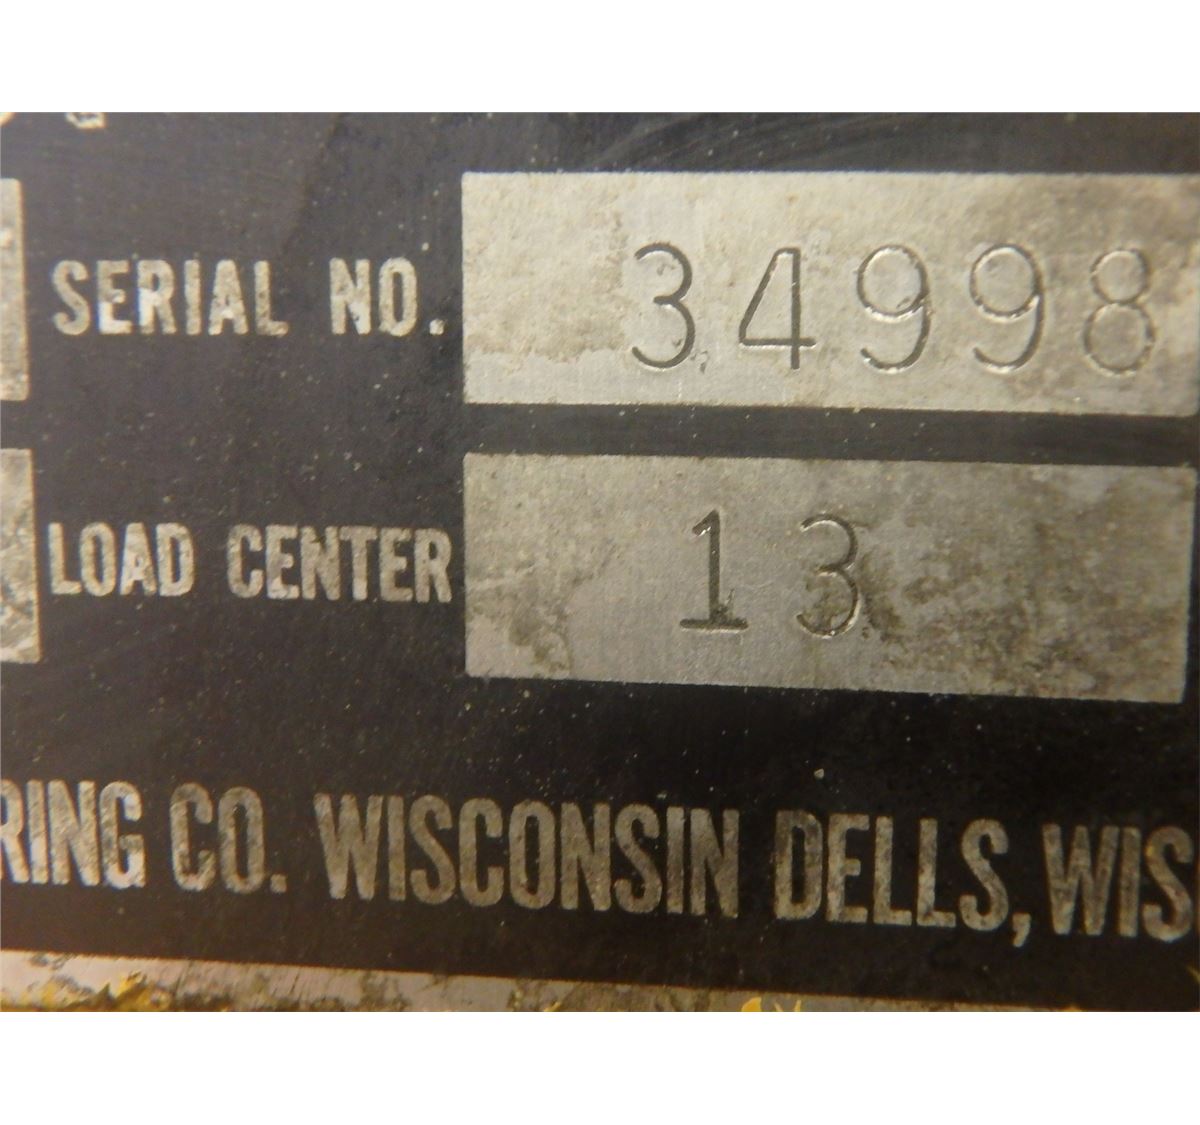 SERIAL NO. 34998
LOAD CENTER 13
RING CO. WISCONSIN DELLS, WIS